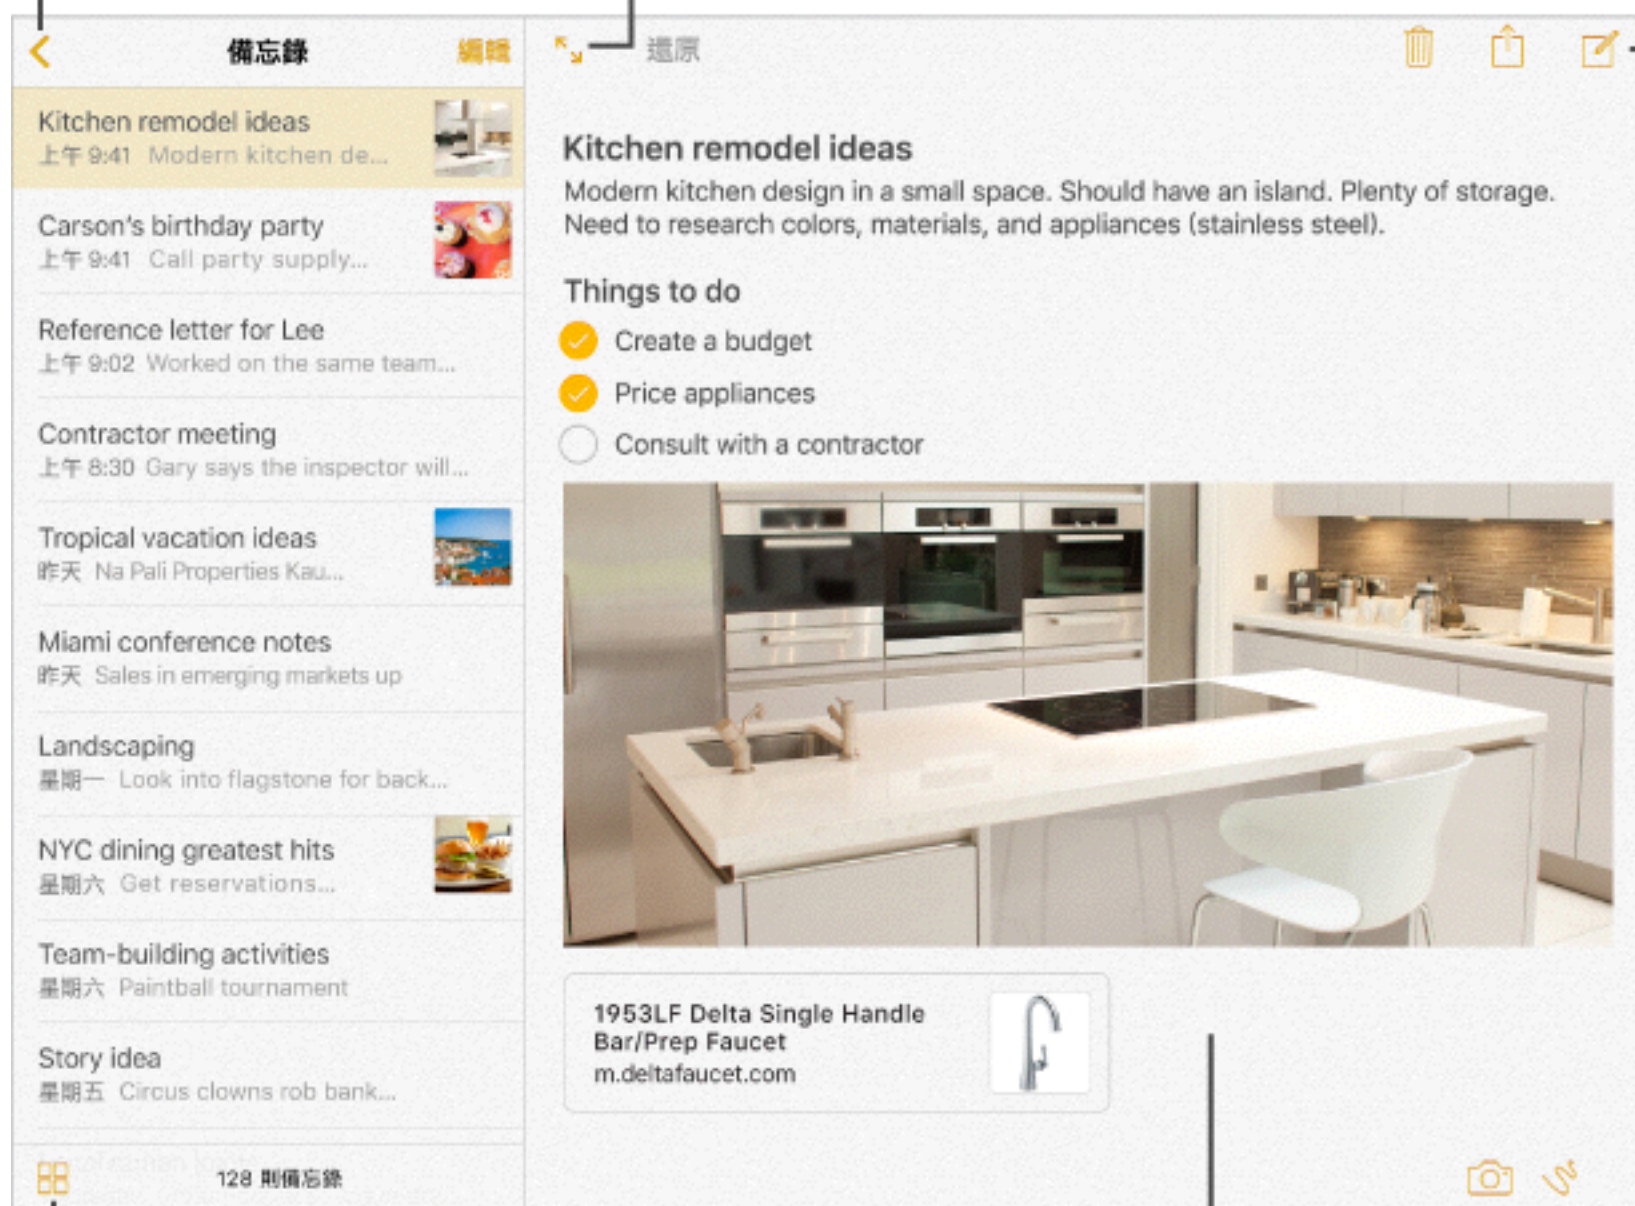 備忘錄
編輯
Kitchen remodel ideas
上午 9:41 Modern kitchen de...
Carson's birthday party
上午 9:41 Call party supply...
Reference letter for Lee
上午 9:02 Worked on the same team...
Contractor meeting
上午 8:30 Gary says the inspector will...
Tropical vacation ideas
昨天 Na Pali Properties Kau...
Miami conference notes
昨天 Sales in emerging markets up
Landscaping
星期一 Look into flagstone for back...
NYC dining greatest hits
星期六 Get reservations...
Team-building activities
星期六 Paintball tournament
Story idea
星期五 Circus clowns rob bank...
128 則備忘錄
還原
Kitchen remodel ideas
Modern kitchen design in a small space. Should have an island. Plenty of storage.
Need to research colors, materials, and appliances (stainless steel).
Things to do
Create a budget
Price appliances
Consult with a contractor
1953LF Delta Single Handle
Bar/Prep Faucet
m.deltafaucet.com